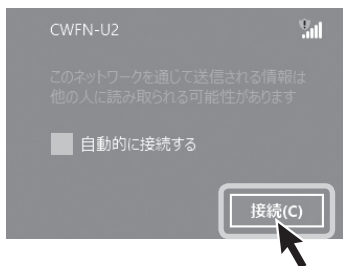 CWFN-U2
このネットワークを通じて送信される情報は
他の人に読み取られる可能性があります
自動的に接続する
接続(C)